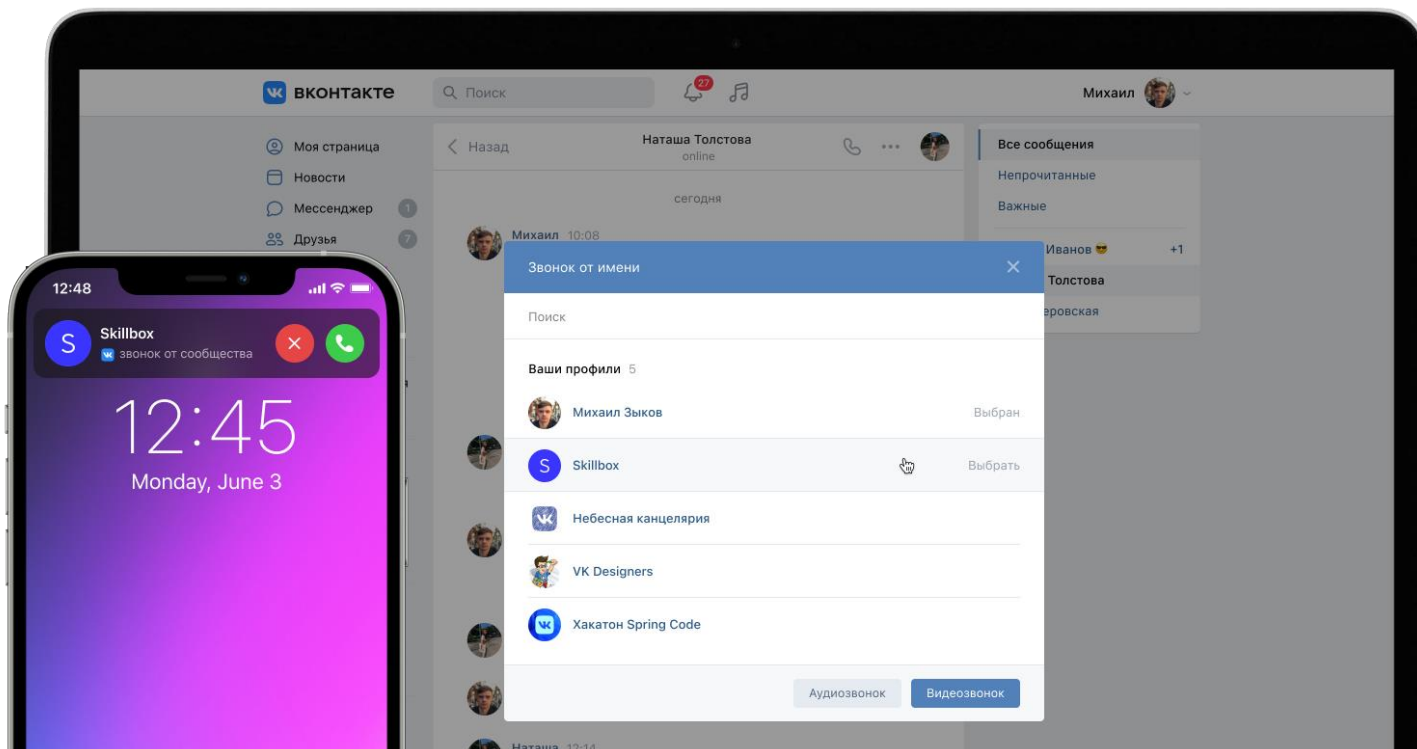 вконтакте
Поиск
27
Михаил
Моя страница
Новости
Мессенджер 1
Друзья 7
Назад
Наташа Толстова
online
сегодня
Михаил 10:08
Все сообщения
Непрочитанные
Важные
Иванов 😎 +1
Толстова
Звонок от имени
Поиск
Ваши профили 5
Михаил Зыков Выбран
S Skillbox Выбрать
Небесная канцелярия
VK Designers
Хакатон Spring Code
Аудиозвонок Видеозвонок
Наташа 12:14
12:48
S Skillbox
звонок от сообщества
12:45
Monday, June 3